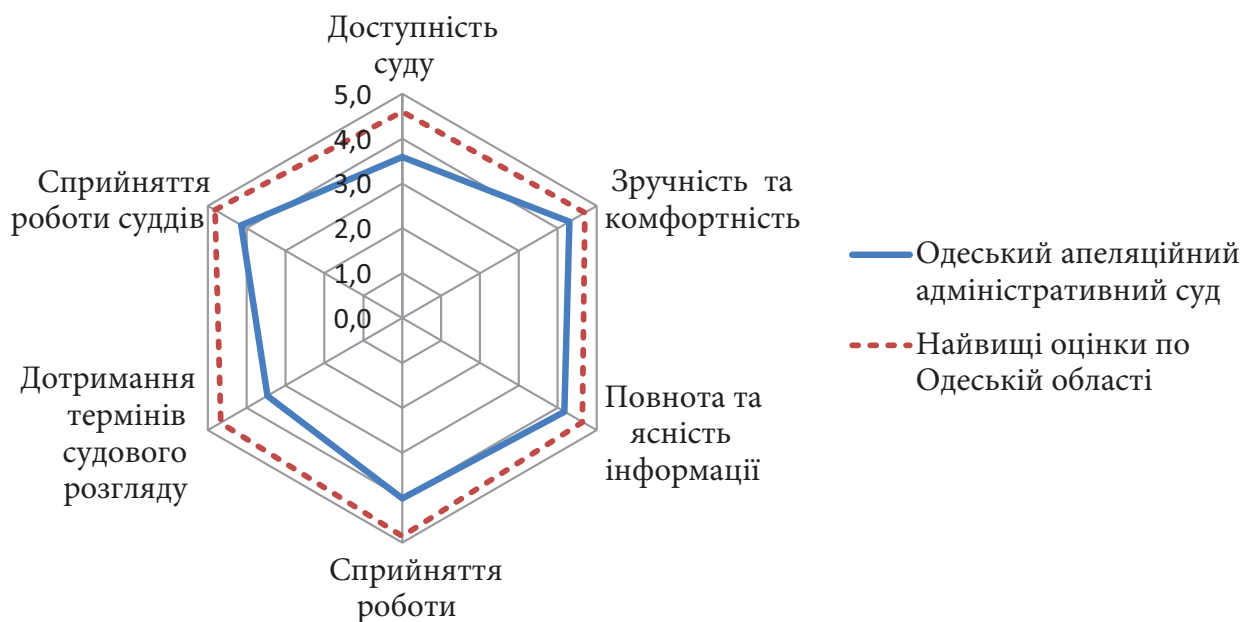 Доступність
суду
5,0
4,0
3,0
2,0
1,0
0,0
Зручність та
комфортність
Повнота та
ясність
інформації
Сприйняття
роботи
Дотримання
термінів
судового
розгляду
Сприйняття
роботи суддів
Одеський апеляційний
адміністративний суд
Найвищі оцінки по
Одеській області